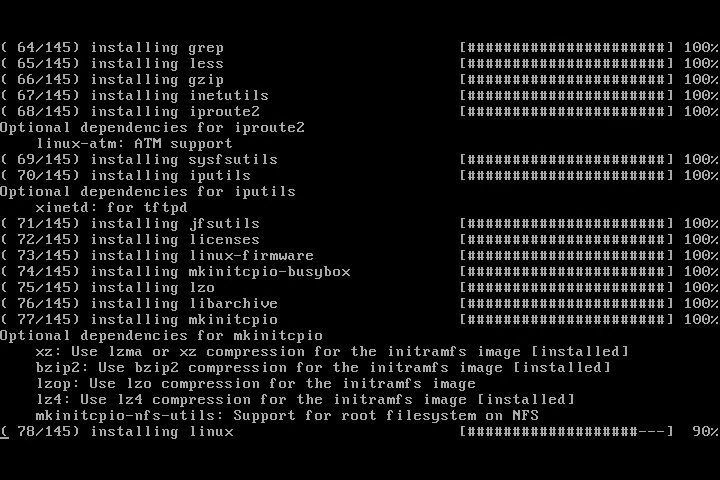 ( 64/145) installing grep [######################] 100%
( 65/145) installing less [######################] 100%
( 66/145) installing gzip [######################] 100%
( 67/145) installing inetutils [######################] 100%
( 68/145) installing iproute2 [######################] 100%
Optional dependencies for iproute2
    linux-atm: ATM support
( 69/145) installing sysfsutils [######################] 100%
( 70/145) installing iputils [######################] 100%
Optional dependencies for iputils
    xinetd: for tftpd
( 71/145) installing jfsutils [######################] 100%
( 72/145) installing licenses [######################] 100%
( 73/145) installing linux-firmware [######################] 100%
( 74/145) installing mkinitcpio-busybox [######################] 100%
( 75/145) installing lzo [######################] 100%
( 76/145) installing libarchive [######################] 100%
( 77/145) installing mkinitcpio [######################] 100%
Optional dependencies for mkinitcpio
    xz: Use lzma or xz compression for the initramfs image [installed]
    bzip2: Use bzip2 compression for the initramfs image [installed]
    lzop: Use lzo compression for the initramfs image
    lz4: Use lz4 compression for the initramfs image [installed]
    mkinitcpio-nfs-utils: Support for root filesystem on NFS
( 78/145) installing linux [###################---] 90%